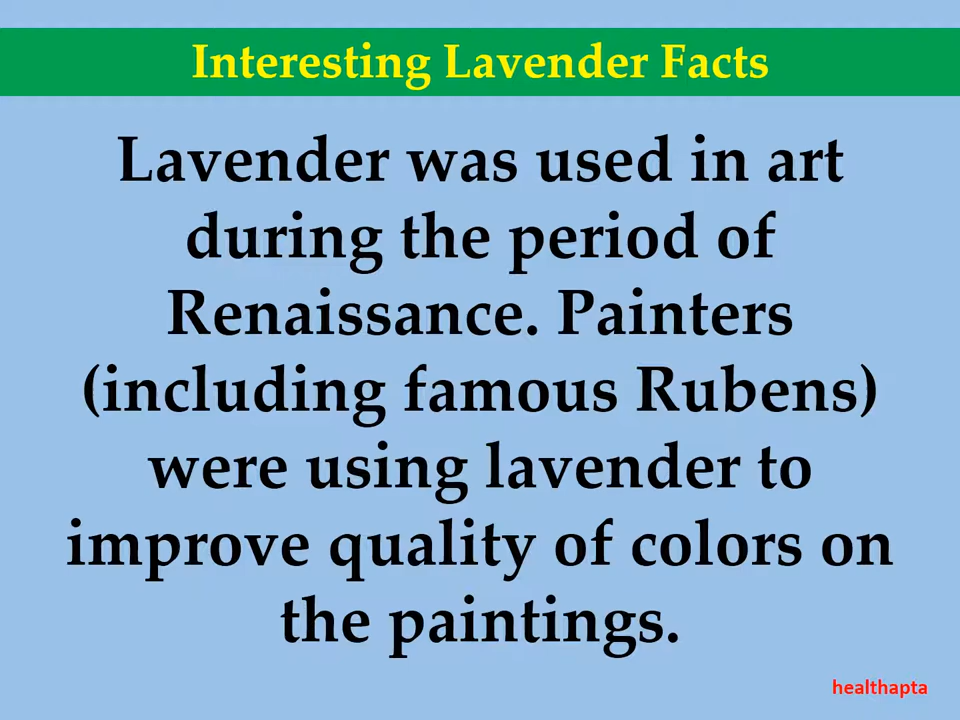 Interesting Lavender Facts
Lavender was used in art
during the period of
Renaissance. Painters
(including famous Rubens)
were using lavender to
improve quality of colors on
the paintings.
healthapta